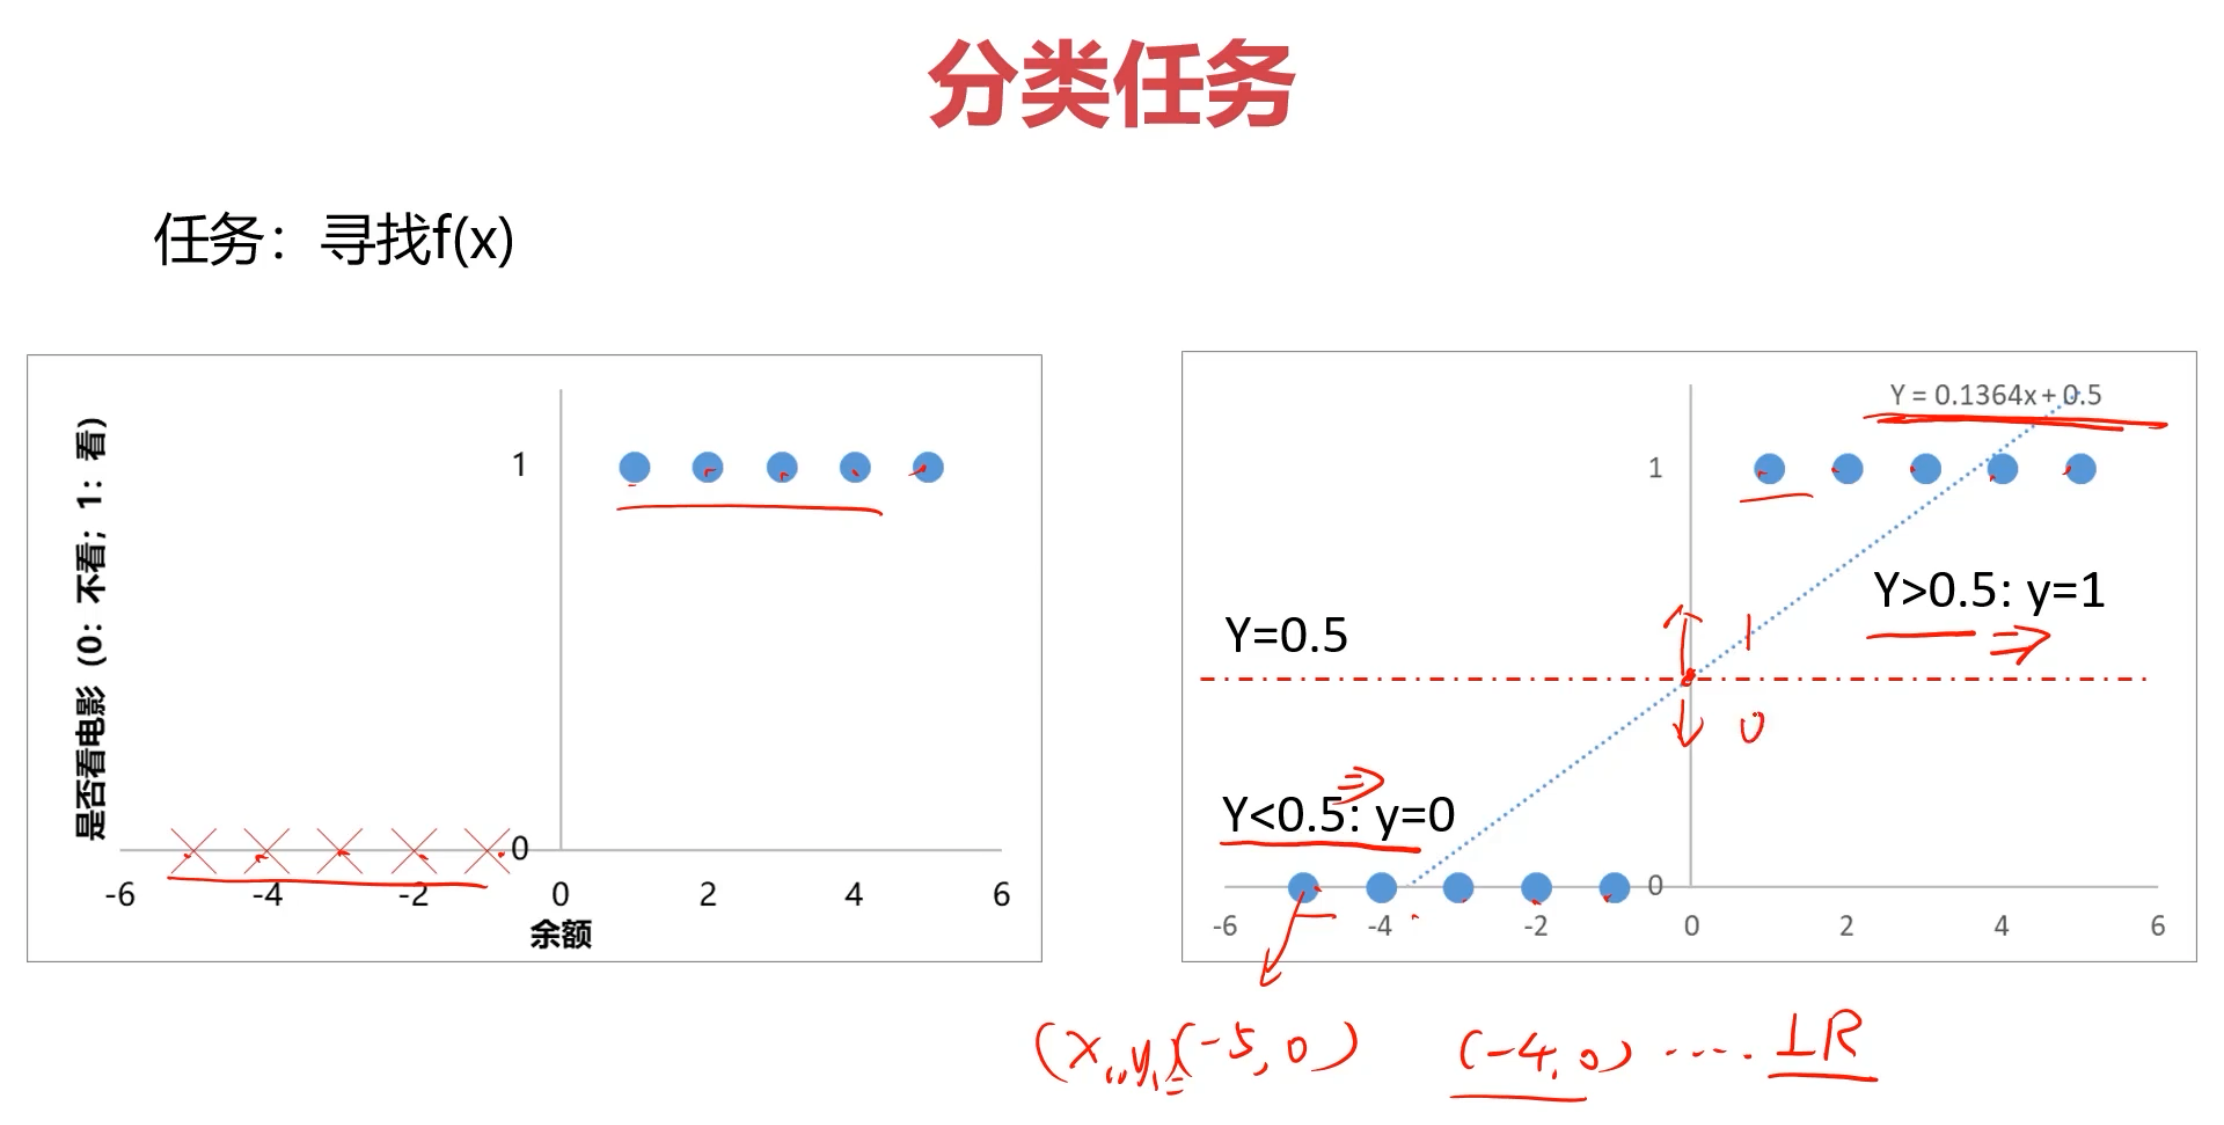 分类任务
任务：寻找f(x)
是否看电影（0：不看；1：看）
1
0
-6 -4 -2 0 2 4 6
余额
Y = 0.1364x+0.5
1
Y>0.5: y=1
Y=0.5
1
0
Y<0.5: y=0
0
-6 -4 -2 0 2 4 6
(x₁,y₁)=(-5,0) (-4,0) ····· LR